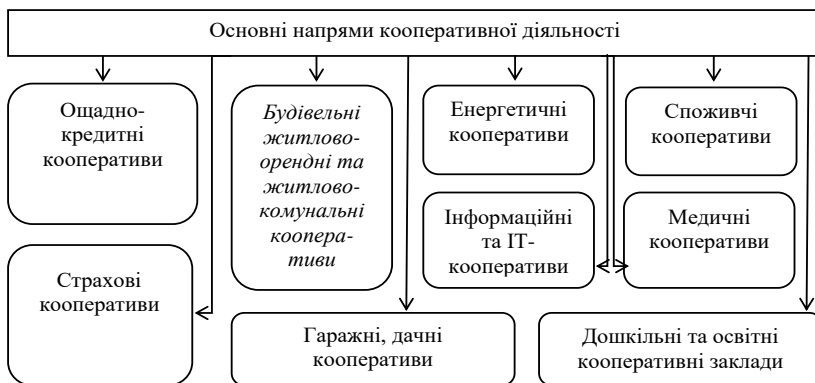 Основні напрями кооперативної діяльності
Ощадно-
кредитні
кооперативи
Будівельні
житлово-
орендні та
житлово-
комунальні
коопера-
тиви
Енергетичні
кооперативи
Споживчі
кооперативи
Інформаційні
та ІТ-
кооперативи
Медичні
кооперативи
Страхові
кооперативи
Гаражні, дачні
кооперативи
Дошкільні та освітні
кооперативні заклади